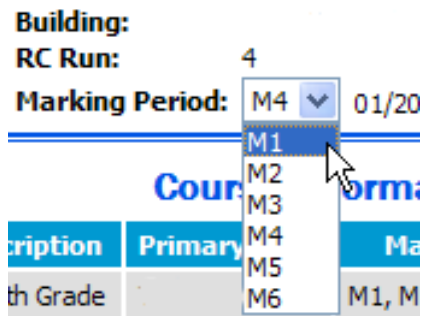 Building:
RC Run: 4
Marking Period: M4 01/20
M1
M2
M3
M4
M5
M6
Cour orma
cription Primary Ma
th Grade M1, M